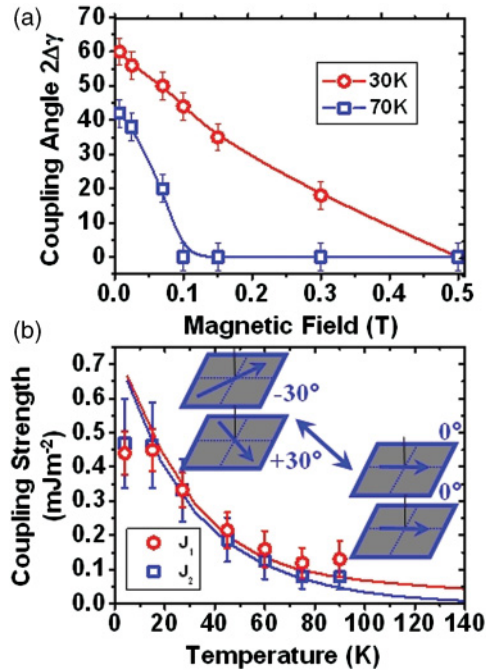 (a)
Coupling Angle 2Δγ
70
60
50
40
30
20
10
0
30K
70K
0.0 0.1 0.2 0.3 0.4 0.5
Magnetic Field (T)
(b)
Coupling Strength
(mJm⁻²)
0.7
0.6
0.5
0.4
0.3
0.2
0.1
0.0
-30°
+30°
0°
0°
J₁
J₂
0 20 40 60 80 100 120 140
Temperature (K)